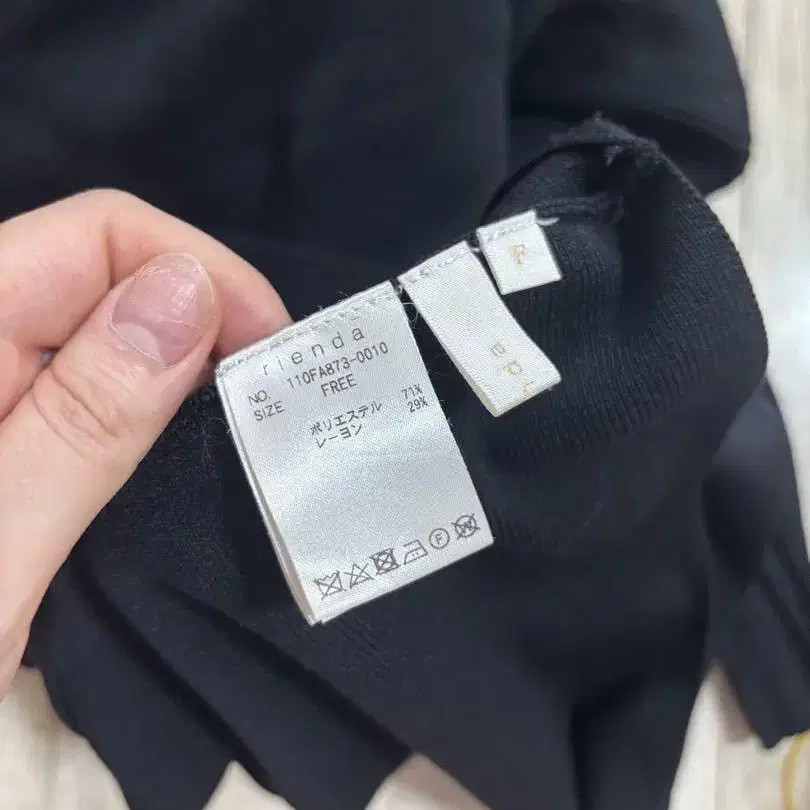 rienda
NO. 110FA873-0010
SIZE FREE
ポリエステル 71%
レーヨン 29%
F
W
F